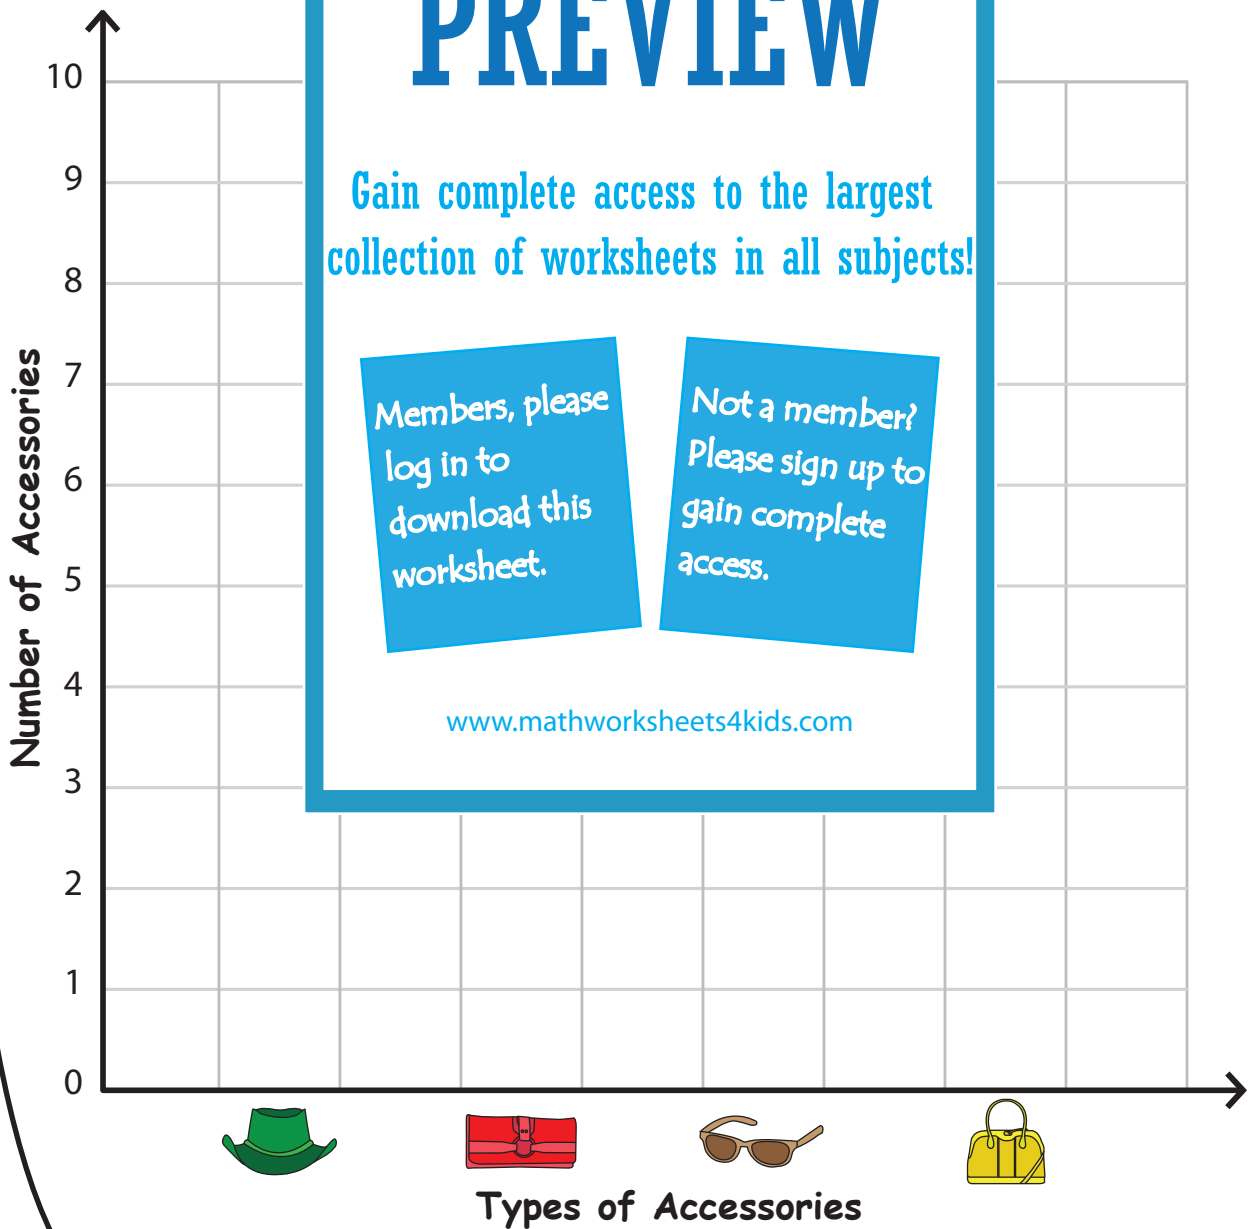 PREVIEW
Gain complete access to the largest
collection of worksheets in all subjects!
Members, please
log in to
download this
worksheet.
Not a member?
Please sign up to
gain complete
access.
www.mathworksheets4kids.com
Number of Accessories
10
9
8
7
6
5
4
3
2
1
0
Types of Accessories